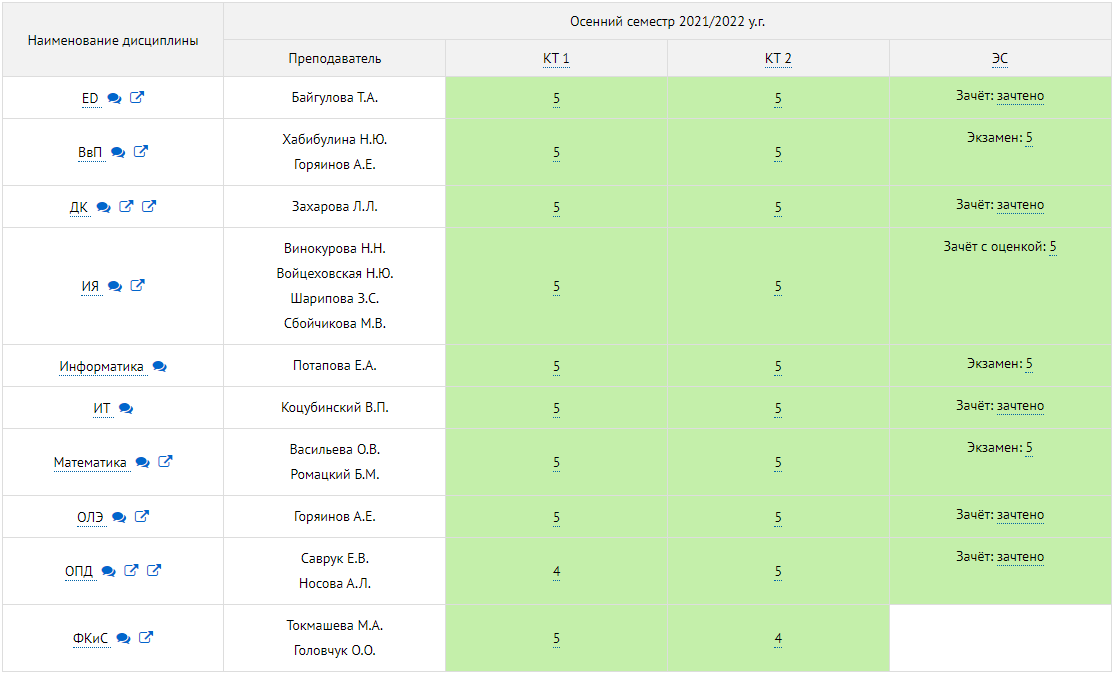 Наименование дисциплины
Осенний семестр 2021/2022 у.г.
Преподаватель
КТ 1
КТ 2
ЭС
ED
Байгулова Т.А.
5
5
Зачёт: зачтено
ВвП
Хабибулина Н.Ю.
Горяинов А.Е.
5
5
Экзамен: 5
ДК
Захарова Л.Л.
5
5
Зачёт: зачтено
ИЯ
Винокурова Н.Н.
Войцеховская Н.Ю.
Шарипова З.С.
Сбойчикова М.В.
5
5
Зачёт с оценкой: 5
Информатика
Потапова Е.А.
5
5
Экзамен: 5
ИТ
Коцубинский В.П.
5
5
Зачёт: зачтено
Математика
Васильева О.В.
Ромацкий Б.М.
5
5
Экзамен: 5
ОЛЭ
Горяинов А.Е.
5
5
Зачёт: зачтено
ОПД
Саврук Е.В.
Носова А.Л.
4
5
Зачёт: зачтено
ФКиС
Токмашева М.А.
Головчук О.О.
5
4